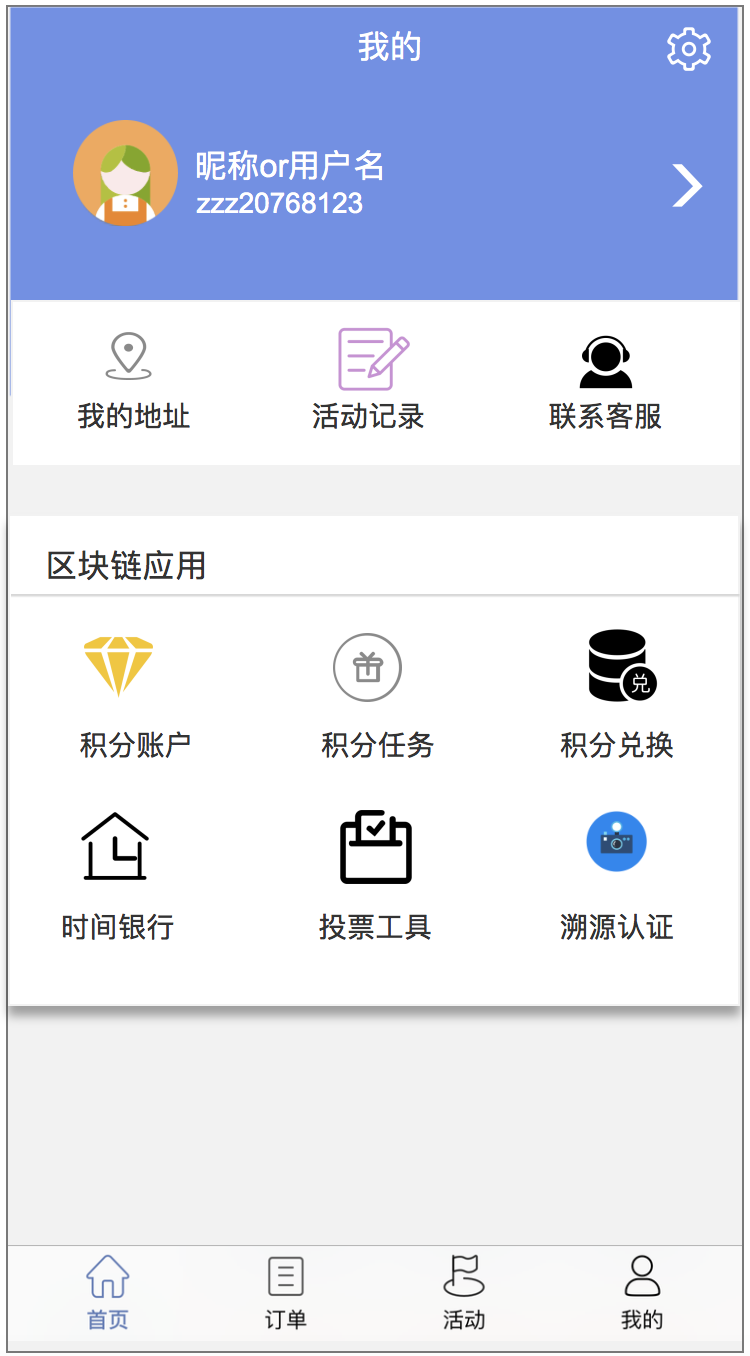 我的
昵称or用户名
zzz20768123
我的地址 活动记录 联系客服
区块链应用
兑
积分账户 积分任务 积分兑换
时间银行 投票工具 溯源认证
首页 订单 活动 我的